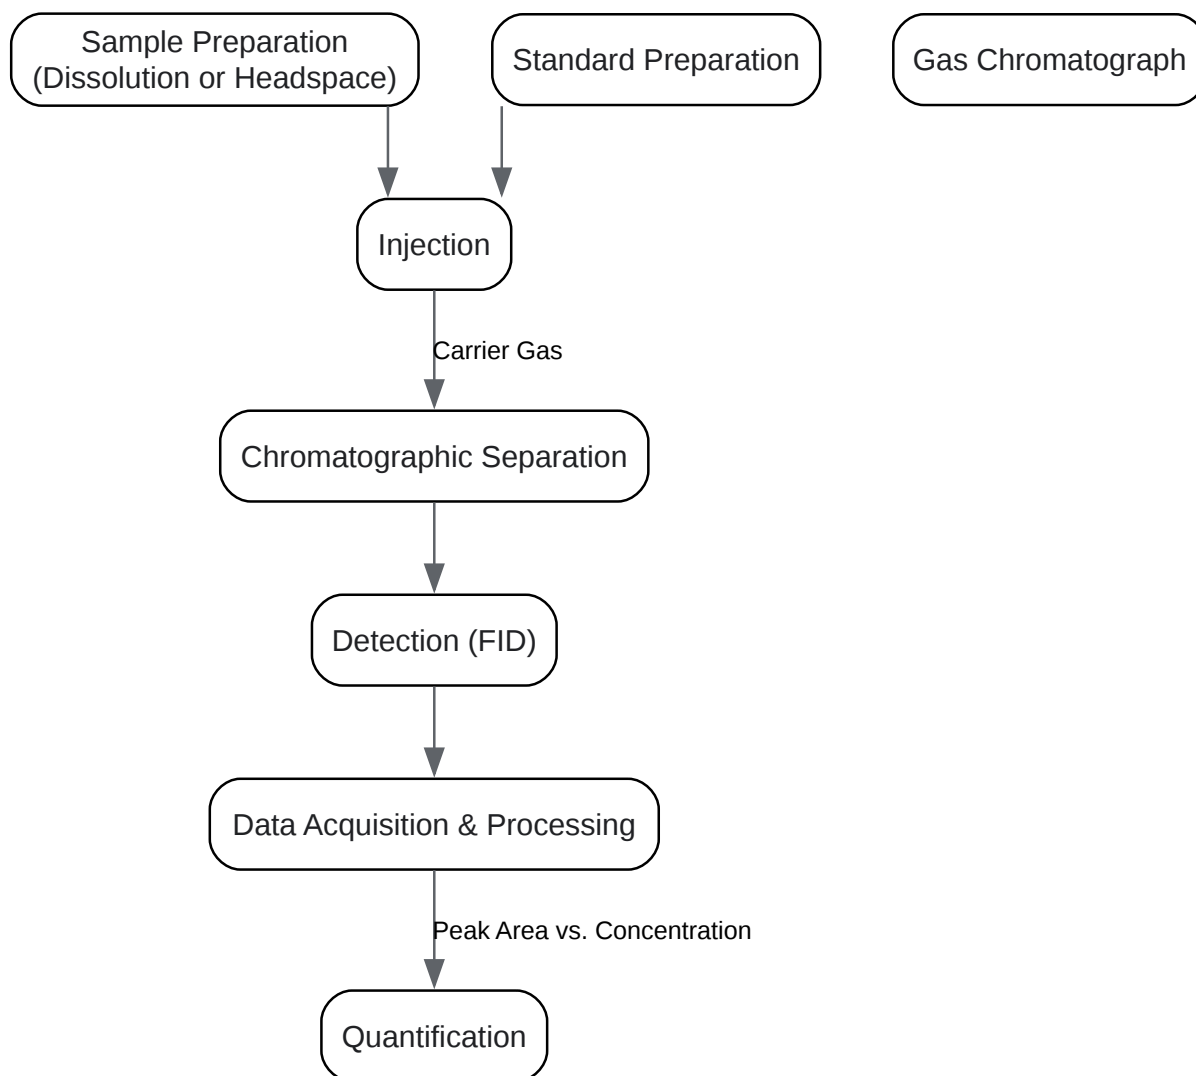 Sample Preparation
(Dissolution or Headspace)
Standard Preparation
Gas Chromatograph
Injection
Carrier Gas
Chromatographic Separation
Detection (FID)
Data Acquisition & Processing
Peak Area vs. Concentration
Quantification